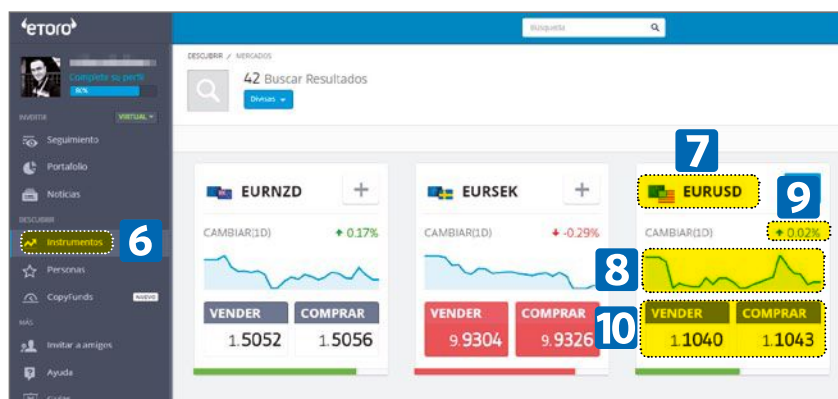 etoro
Búsqueda
Complete su perfil
80%
INVERTIR
VIRTUAL
Seguimiento
Portafolio
Noticias
DESCUBRIR
Instrumentos
6
Personas
CopyFunds
NUEVO
MÁS
Invitar a amigos
Ayuda
Guías
DESCUBRIR / MERCADOS
42 Buscar Resultados
Divisas
EURNZD
+
CAMBIAR(1D)
0.17%
VENDER
COMPRAR
1.5052
1.5056
EURSEK
+
CAMBIAR(1D)
-0.29%
VENDER
COMPRAR
9.9304
9.9326
7
EURUSD
9
CAMBIAR(1D)
0.02%
8
10
VENDER
COMPRAR
1.1040
1.1043